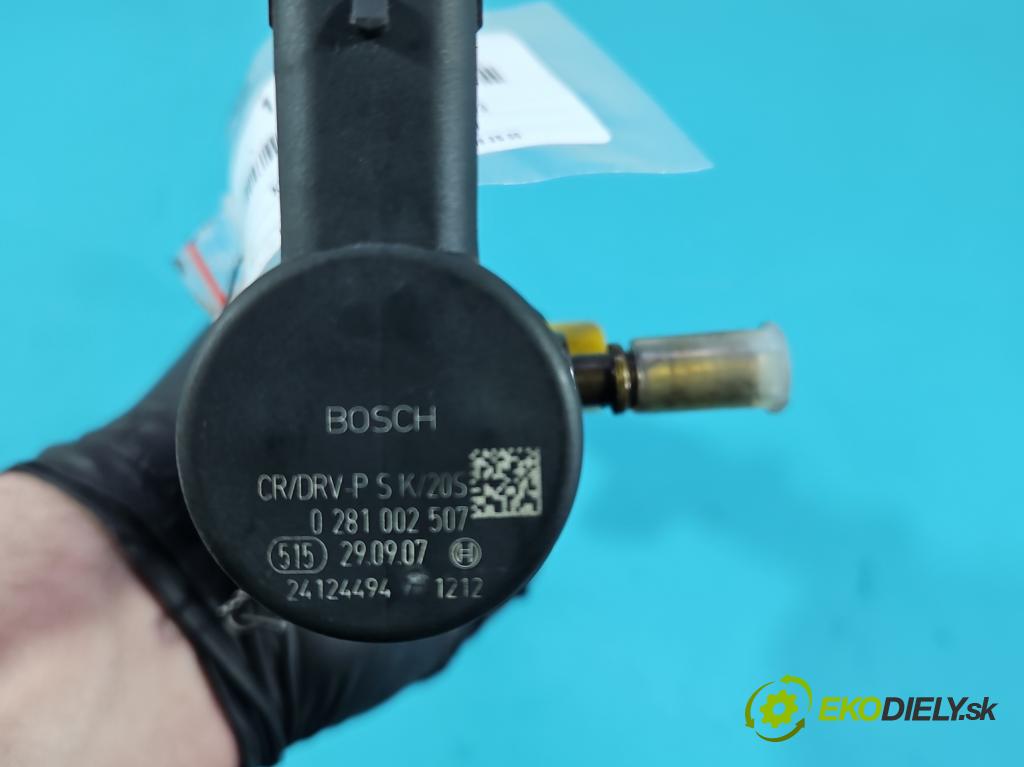 BOSCH
CR/DRV-P S K/20S
0 281 002 507
515 29.09.07 H
24124494 1212
EKODIELY.sk